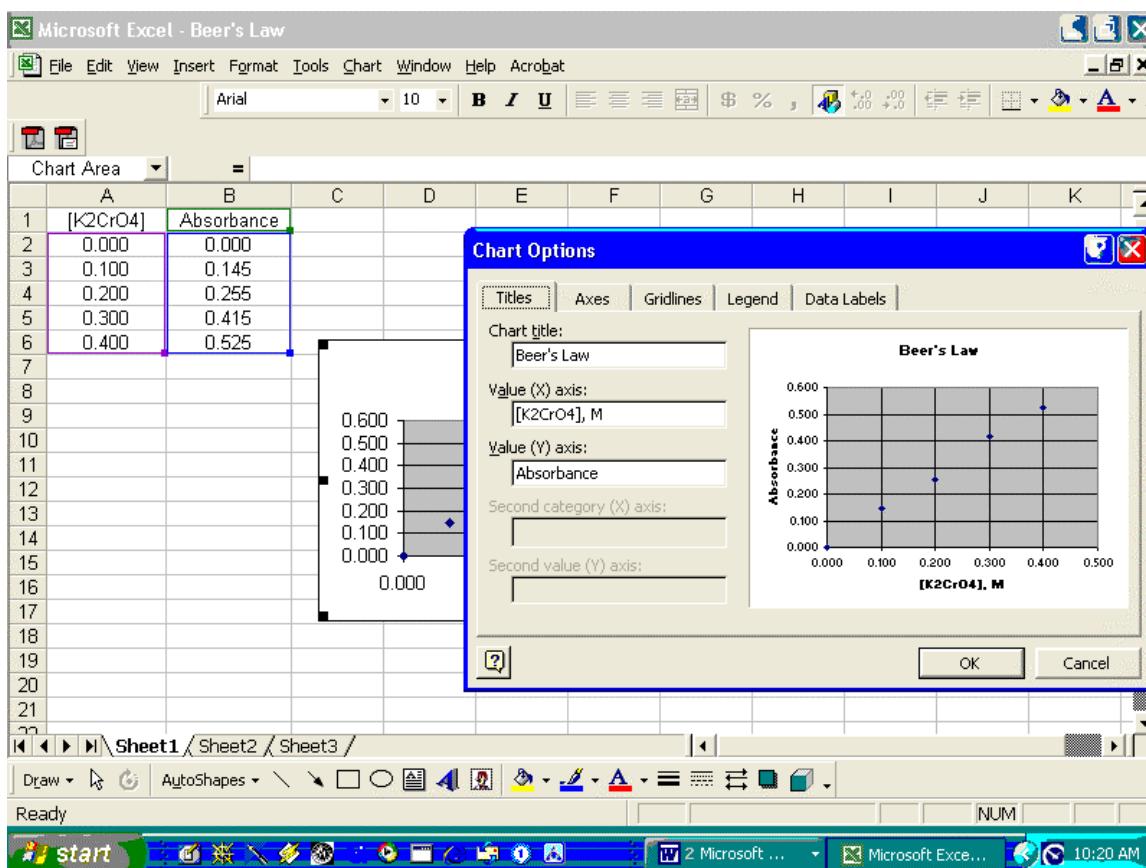 Microsoft Excel - Beer's Law
File Edit View Insert Format Tools Chart Window Help Acrobat
Arial 10 B I U $ % , +.0 .00 .00 +.0 A
Chart Area =
A B C D E F G H I J K
1 [K2CrO4] Absorbance
2 0.000 0.000
3 0.100 0.145
4 0.200 0.255
5 0.300 0.415
6 0.400 0.525
7
8
9
10
11
12
13
14
15
16
17
18
19
20
21
0.600
0.500
0.400
0.300
0.200
0.100
0.000
0.000
Chart Options
Titles Axes Gridlines Legend Data Labels
Chart title:
Beer's Law
Value (X) axis:
[K2CrO4], M
Value (Y) axis:
Absorbance
Second category (X) axis:
Second value (Y) axis:
Beer's Law
Absorbance
0.600
0.500
0.400
0.300
0.200
0.100
0.000
0.000 0.100 0.200 0.300 0.400 0.500
[K2CrO4], M
? OK Cancel
Sheet1 / Sheet2 / Sheet3 /
Draw AutoShapes A A
Ready NUM
start 2 Microsoft ... Microsoft Exce... 10:20 AM